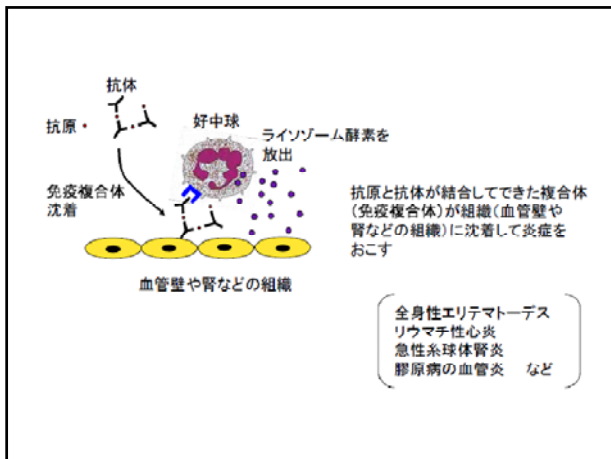 抗体
抗原
好中球
ライソゾーム酵素を
放出
免疫複合体
沈着
血管壁や腎などの組織
抗原と抗体が結合してできた複合体
(免疫複合体)が組織(血管壁や
腎などの組織)に沈着して炎症を
おこす
全身性エリテマトーデス
リウマチ性心炎
急性糸球体腎炎
膠原病の血管炎　など